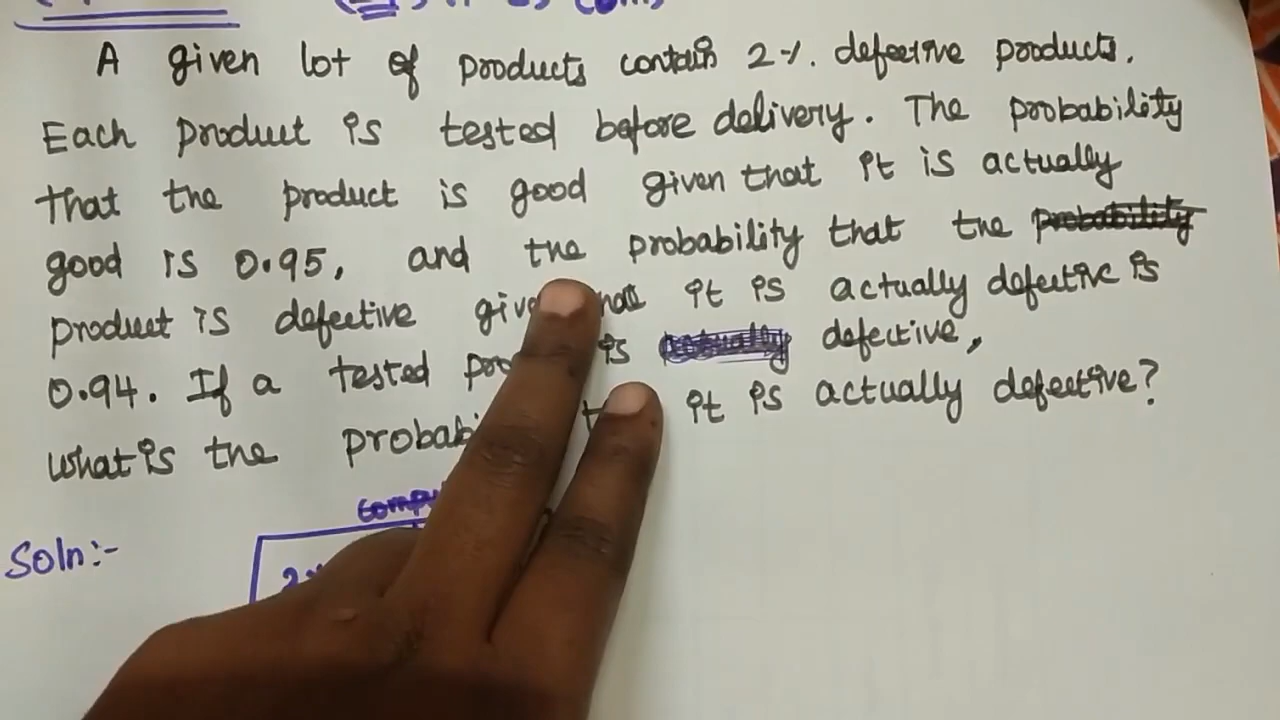 A given lot of products contain 2%. defective products.
Each product is tested before delivery. The probability
that the product is good given that it is actually
good is 0.95, and the probability that the probability
product is defective it is actually defective is
0.94. If a tested is actually defective,
what is the it is actually defective?
Soln:-